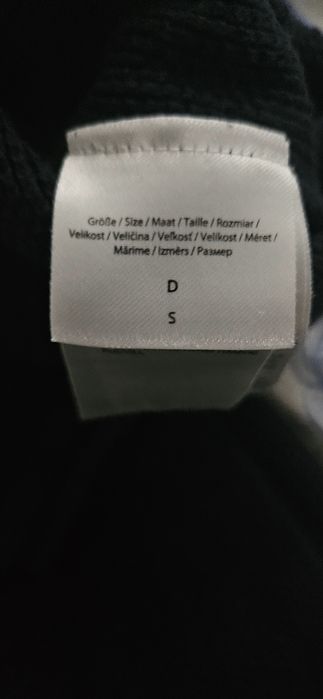 Größe / Size / Maat / Taille / Rozmiar /
Velikost / Veličina / Veľkosť / Velikost / Méret /
Mărime / Izmērs / Размер
D
S